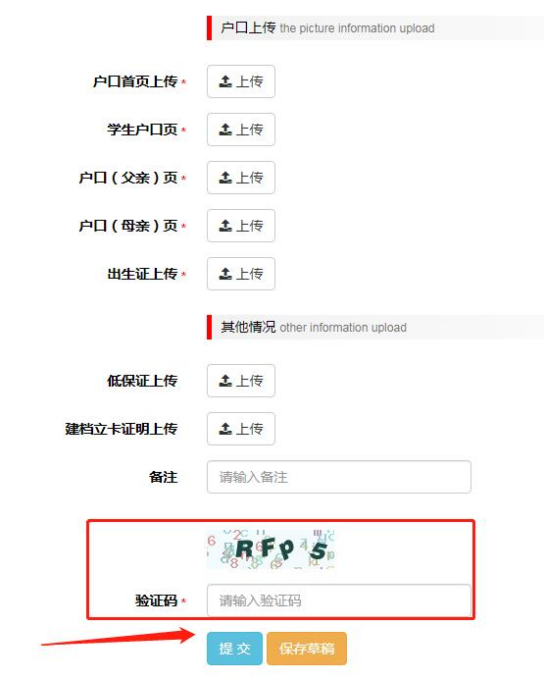 户口上传 the picture information upload
户口首页上传 * 上传
学生户口页 * 上传
户口（父亲）页 * 上传
户口（母亲）页 * 上传
出生证上传 * 上传
其他情况 other information upload
低保证上传 上传
建档立卡证明上传 上传
备注 请输入备注
RFp5
验证码 * 请输入验证码
提交 保存草稿